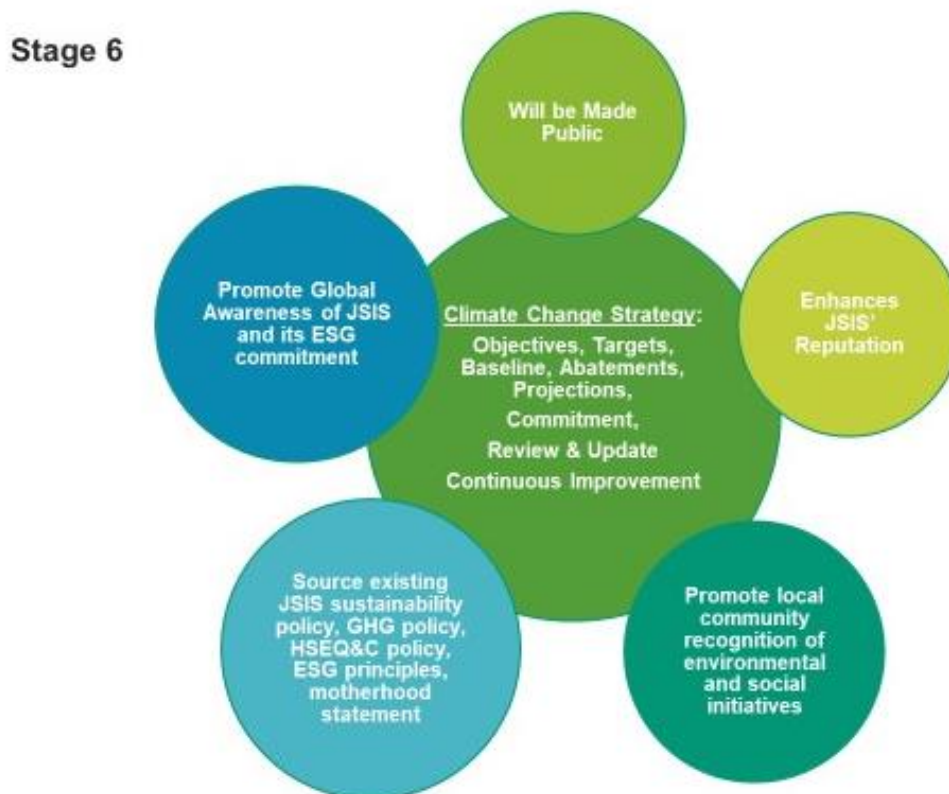 Stage 6
Will be Made
Public
Promote Global
Awareness of JSIS
and its ESG
commitment
Climate Change Strategy:
Objectives, Targets,
Baseline, Abatements,
Projections,
Commitment,
Review & Update
Continuous Improvement
Enhances
JSIS'
Reputation
Source existing
JSIS sustainability
policy, GHG policy,
HSEQ&C policy,
ESG principles,
motherhood
statement
Promote local
community
recognition of
environmental
and social
initiatives